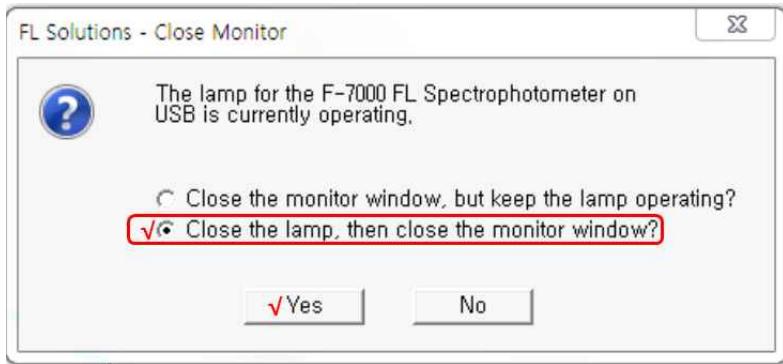 FL Solutions - Close Monitor
The lamp for the F-7000 FL Spectrophotometer on
USB is currently operating.
Close the monitor window, but keep the lamp operating?
√ Close the lamp, then close the monitor window?
√ Yes No